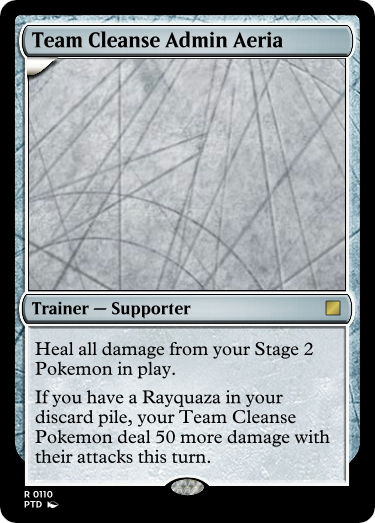 Team Cleanse Admin Aeria
Trainer — Supporter
Heal all damage from your Stage 2
Pokemon in play.
If you have a Rayquaza in your
discard pile, your Team Cleanse
Pokemon deal 50 more damage with
their attacks this turn.
R 0110
PTD